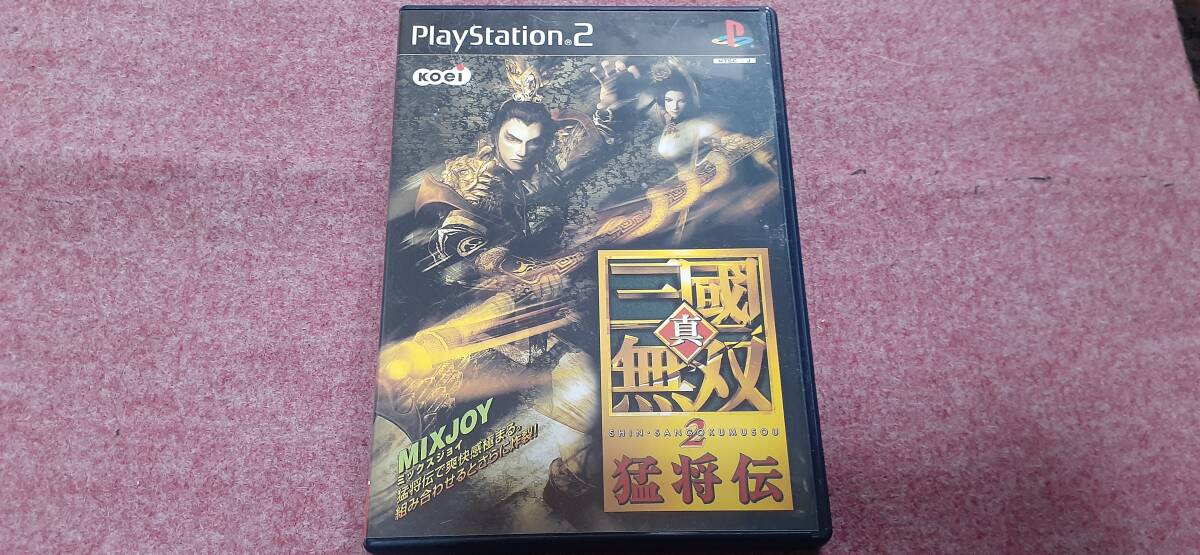 PlayStation®2
NTSC J
KOEI
三國
真
無双
2
SHIN・SANGOKUMUSOU
猛将伝
MIXJOY
ミックスジョイ
猛将伝で爽快感極まる。
組み合わせるとさらに炸裂!!